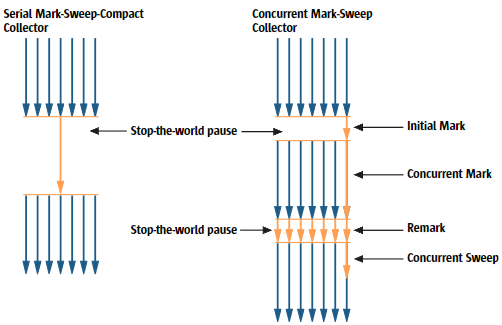 Serial Mark-Sweep-Compact
Collector
Concurrent Mark-Sweep
Collector
Stop-the-world pause
Initial Mark
Concurrent Mark
Stop-the-world pause
Remark
Concurrent Sweep